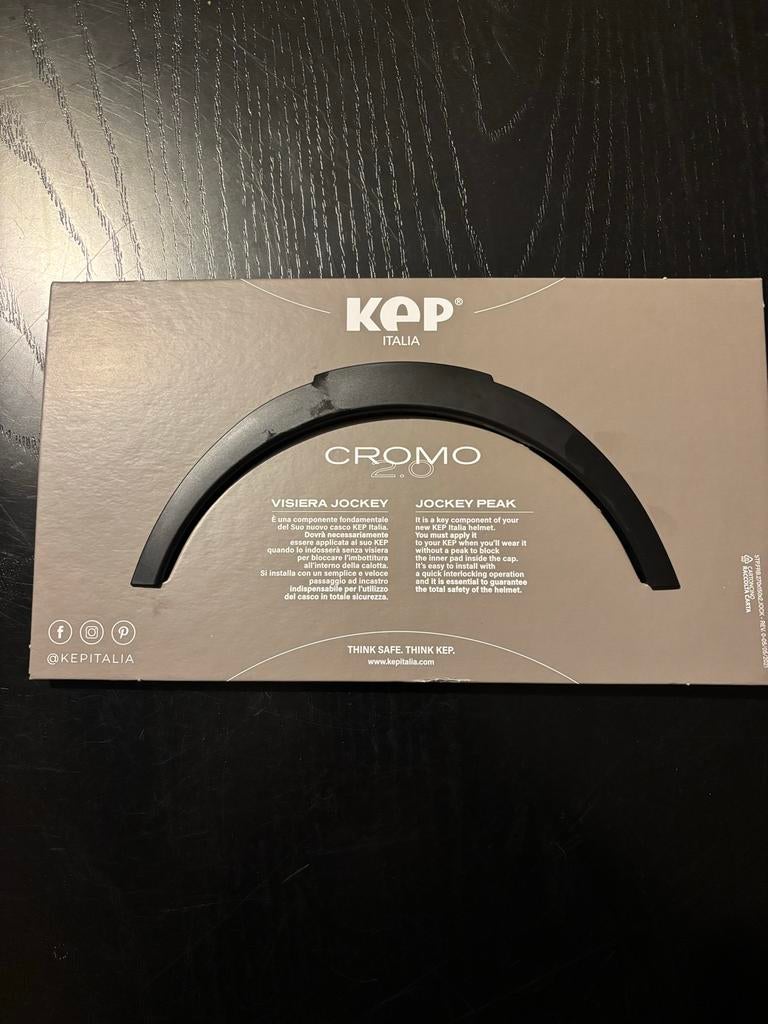 KEP®
ITALIA
CROMO
2.0
VISIERA JOCKEY
È una componente fondamentale
del Suo nuovo casco KEP Italia.
Dovrà necessariamente
essere applicata al suo KEP
quando lo indosserà senza visiera
per bloccare l'imbottitura
all'interno della calotta.
Si installa con un semplice e veloce
passaggio ad incastro
indispensabile per l'utilizzo
del casco in totale sicurezza.
JOCKEY PEAK
It is a key component of your
new KEP Italia helmet.
You must apply it
to your KEP when you'll wear it
without a peak to block
the inner pad inside the cap.
It's easy to install with
a quick interlocking operation
and it is essential to guarantee
the total safety of the helmet.
@KEPITALIA
THINK SAFE. THINK KEP.
www.kepitalia.com
CARTONCINO
RACCOLTA CARTA